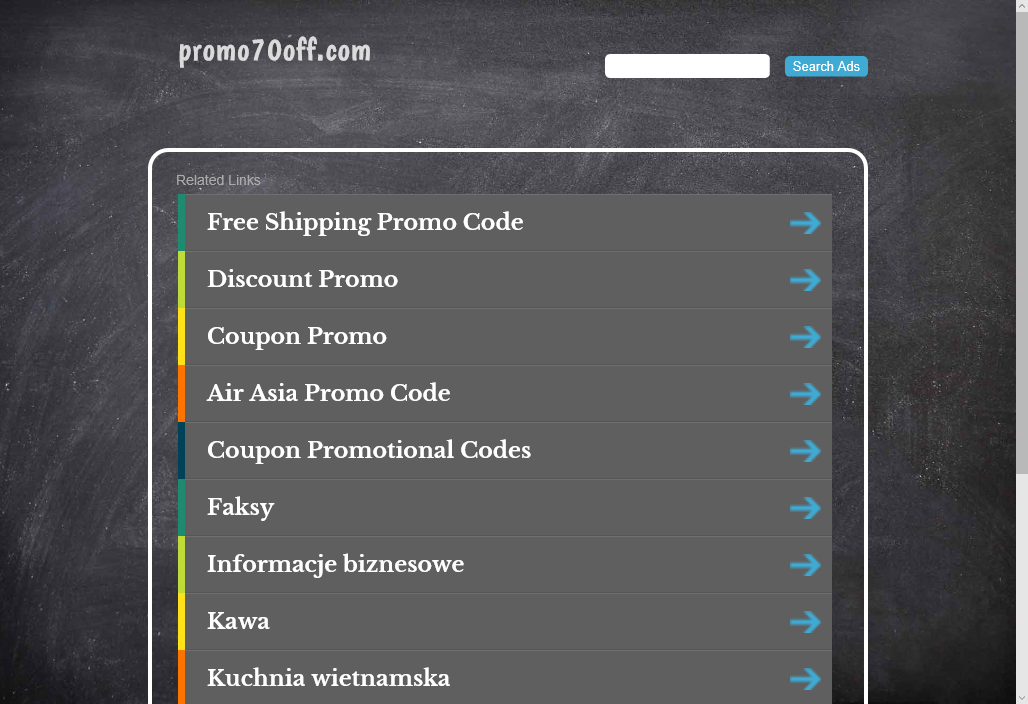 promo70off.com
Search Ads
Related Links
Free Shipping Promo Code
Discount Promo
Coupon Promo
Air Asia Promo Code
Coupon Promotional Codes
Faksy
Informacje biznesowe
Kawa
Kuchnia wietnamska